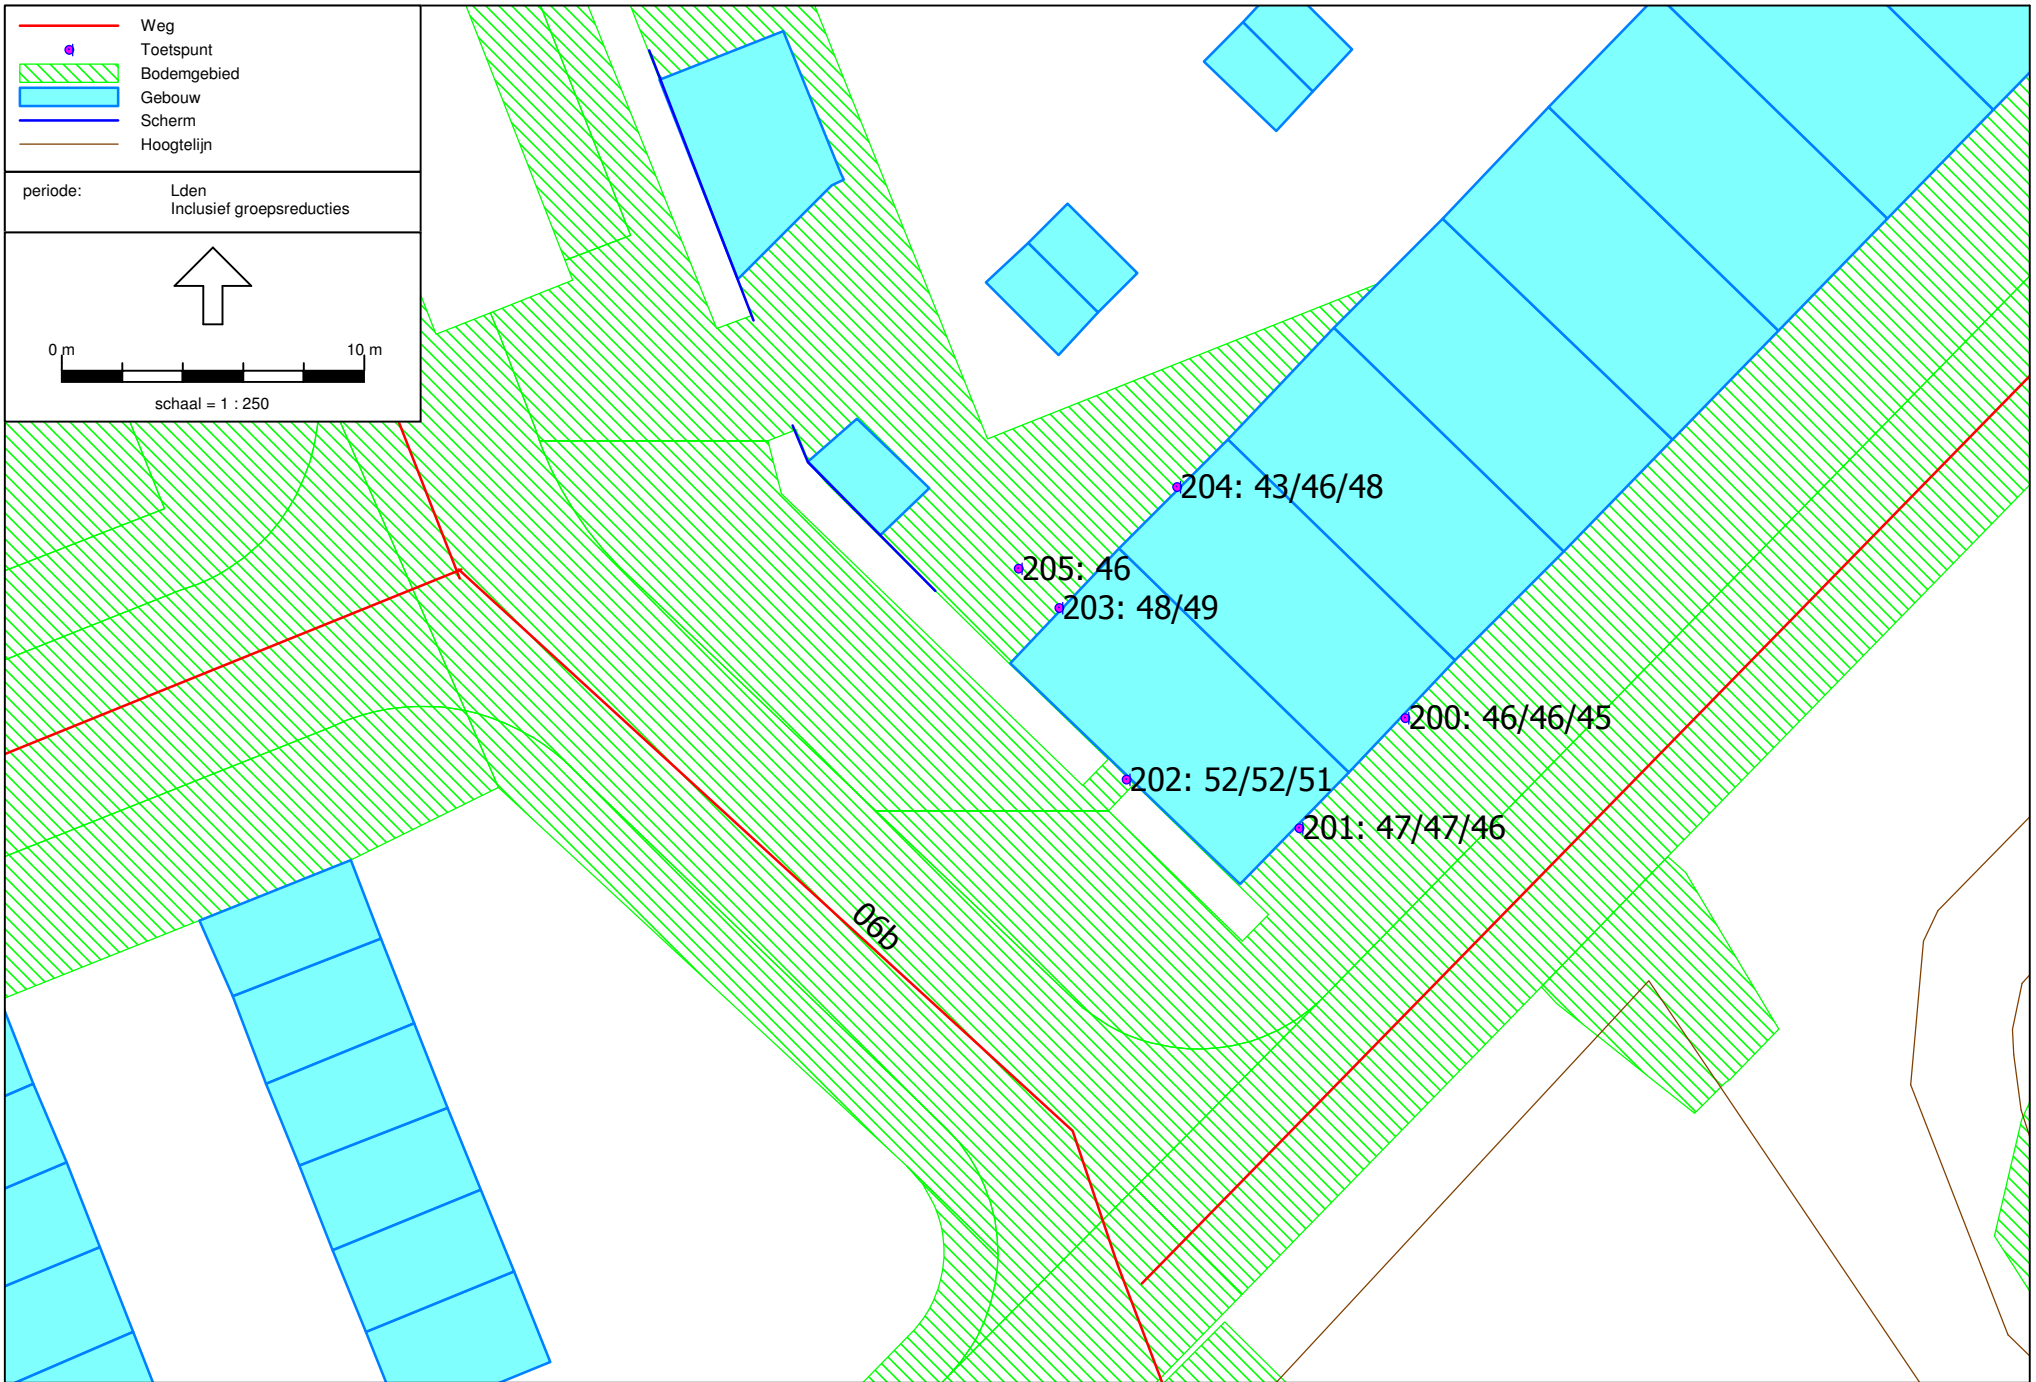 Weg
Toetspunt
Bodemgebied
Gebouw
Scherm
Hoogtelijn
periode: Lden
Inclusief groepsreducties
0 m 10 m
schaal = 1 : 250
204: 43/46/48
205: 46
203: 48/49
200: 46/46/45
202: 52/52/51
201: 47/47/46
06b